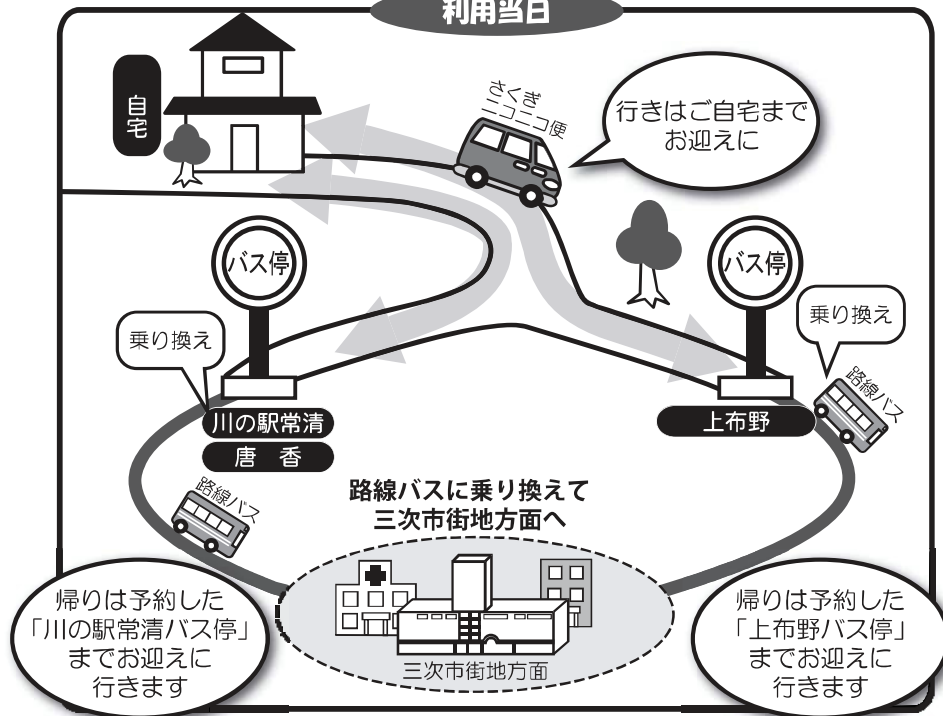 利用当日
自宅
さくぎ
ニコニコ便
行きはご自宅まで
お迎えに
バス停
バス停
乗り換え
乗り換え
路線バス
川の駅常清
唐 香
上布野
路線バス
路線バスに乗り換えて
三次市街地方面へ
帰りは予約した
「川の駅常清バス停」
までお迎えに
行きます
三次市街地方面
帰りは予約した
「上布野バス停」
までお迎えに
行きます